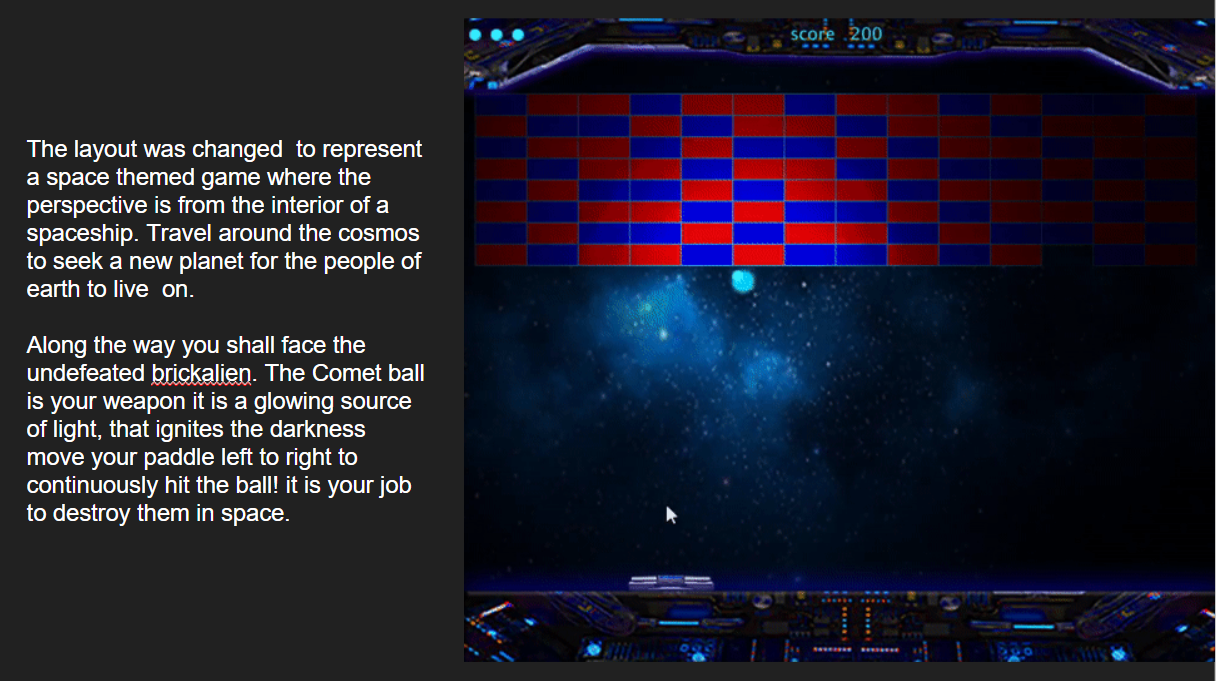 score 200
The layout was changed  to represent
a space themed game where the
perspective is from the interior of a
spaceship. Travel around the cosmos
to seek a new planet for the people of
earth to live  on.
Along the way you shall face the
undefeated brickalien. The Comet ball
is your weapon it is a glowing source
of light, that ignites the darkness
move your paddle left to right to
continuously hit the ball! it is your job
to destroy them in space.